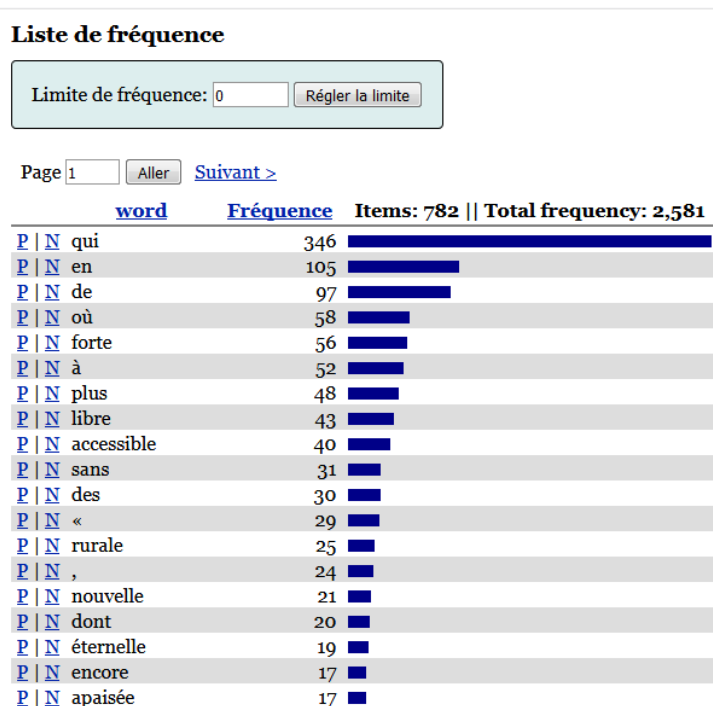 Liste de fréquence
Limite de fréquence: 0 Régler la limite
Page 1 Aller Suivant >
word Fréquence Items: 782 || Total frequency: 2,581
P | N qui 346
P | N en 105
P | N de 97
P | N où 58
P | N forte 56
P | N à 52
P | N plus 48
P | N libre 43
P | N accessible 40
P | N sans 31
P | N des 30
P | N « 29
P | N rurale 25
P | N , 24
P | N nouvelle 21
P | N dont 20
P | N éternelle 19
P | N encore 17
P | N apaisée 17